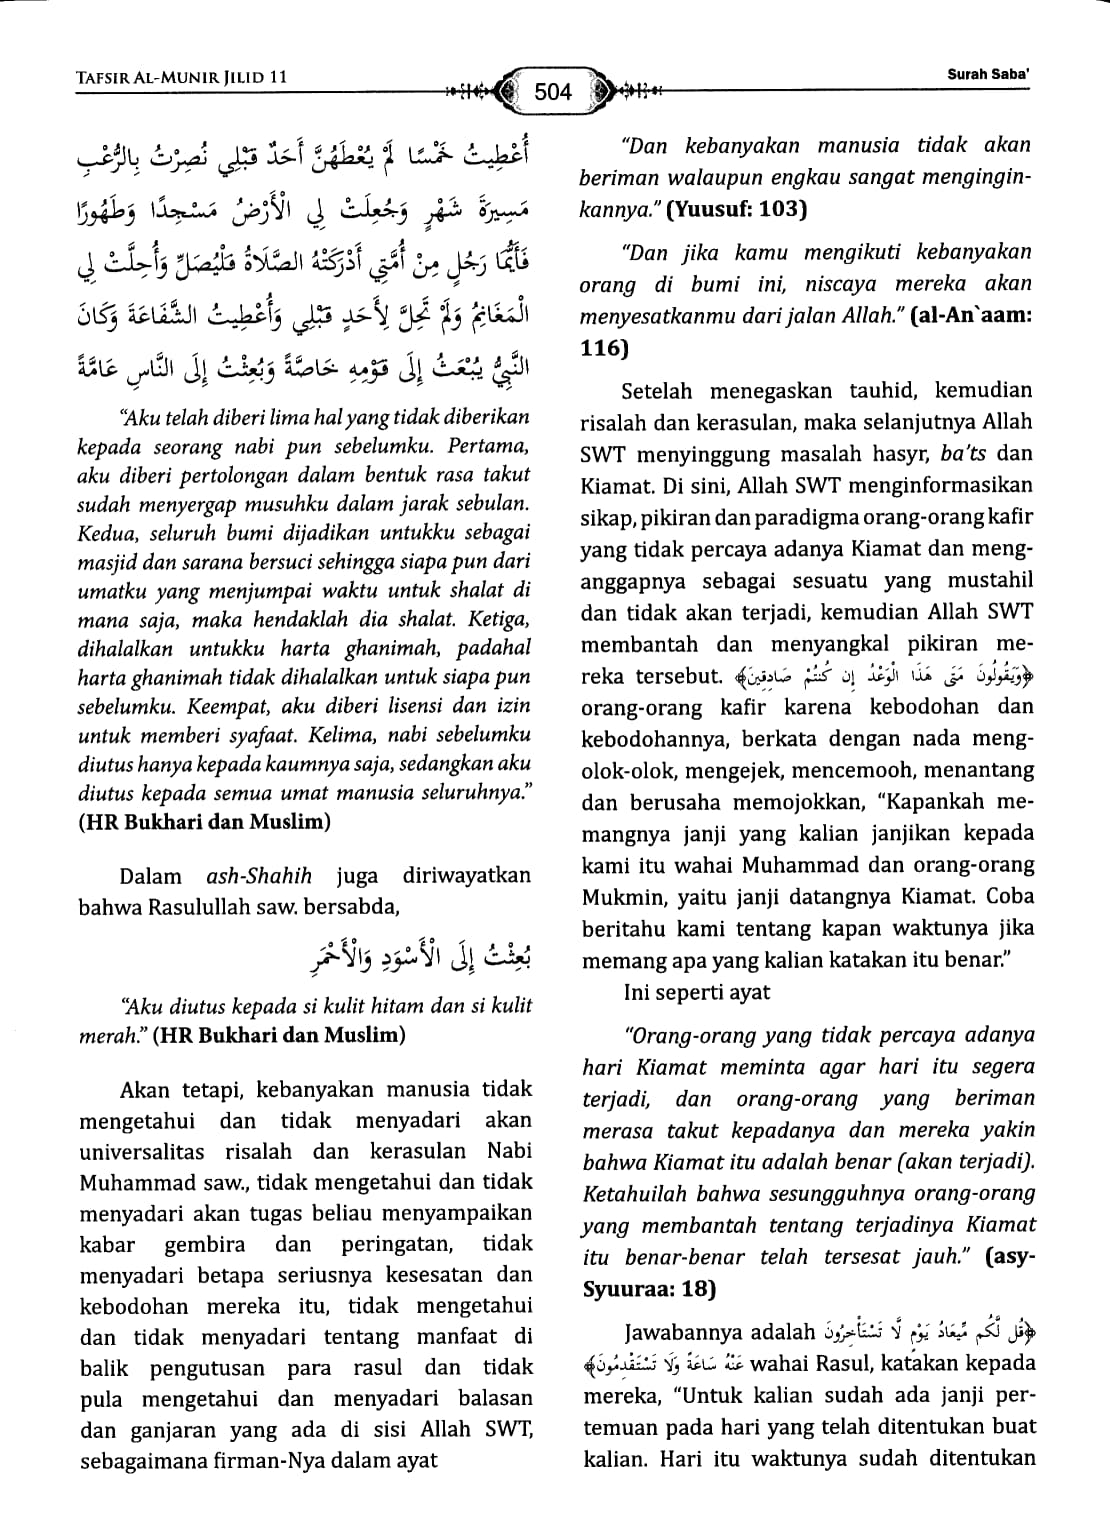 TAFSIR AL-MUNIR JILID 11
504
Surah Saba'
أُعْطِيتُ خَمْسًا لَمْ يُعْطَهُنَّ أَحَدٌ قَبْلِي نُصِرْتُ بِالرُّعْبِ
مَسِيرَةَ شَهْرٍ وَجُعِلَتْ لِي الْأَرْضُ مَسْجِدًا وَطَهُورًا
فَأَيُّمَا رَجُلٍ مِنْ أُمَّتِي أَدْرَكَتْهُ الصَّلَاةُ فَلْيُصَلِّ وَأُحِلَّتْ لِي
الْمَغَانِمُ وَلَمْ تَحِلَّ لِأَحَدٍ قَبْلِي وَأُعْطِيتُ الشَّفَاعَةَ وَكَانَ
النَّبِيُّ يُبْعَثُ إِلَى قَوْمِهِ خَاصَّةً وَبُعِثْتُ إِلَى النَّاسِ عَامَّةً
“Aku telah diberi lima hal yang tidak diberikan
kepada seorang nabi pun sebelumku. Pertama,
aku diberi pertolongan dalam bentuk rasa takut
sudah menyergap musuhku dalam jarak sebulan.
Kedua, seluruh bumi dijadikan untukku sebagai
masjid dan sarana bersuci sehingga siapa pun dari
umatku yang menjumpai waktu untuk shalat di
mana saja, maka hendaklah dia shalat. Ketiga,
dihalalkan untukku harta ghanimah, padahal
harta ghanimah tidak dihalalkan untuk siapa pun
sebelumku. Keempat, aku diberi lisensi dan izin
untuk memberi syafaat. Kelima, nabi sebelumku
diutus hanya kepada kaumnya saja, sedangkan aku
diutus kepada semua umat manusia seluruhnya.”
(HR Bukhari dan Muslim)
Dalam ash-Shahih juga diriwayatkan
bahwa Rasulullah saw. bersabda,
بُعِثْتُ إِلَى الْأَسْوَدِ وَالْأَحْمَرِ
“Aku diutus kepada si kulit hitam dan si kulit
merah.” (HR Bukhari dan Muslim)
Akan tetapi, kebanyakan manusia tidak
mengetahui dan tidak menyadari akan
universalitas risalah dan kerasulan Nabi
Muhammad saw., tidak mengetahui dan tidak
menyadari akan tugas beliau menyampaikan
kabar gembira dan peringatan, tidak
menyadari betapa seriusnya kesesatan dan
kebodohan mereka itu, tidak mengetahui
dan tidak menyadari tentang manfaat di
balik pengutusan para rasul dan tidak
pula mengetahui dan menyadari balasan
dan ganjaran yang ada di sisi Allah SWT,
sebagaimana firman-Nya dalam ayat
“Dan kebanyakan manusia tidak akan
beriman walaupun engkau sangat mengingin-
kannya.” (Yuusuf: 103)
“Dan jika kamu mengikuti kebanyakan
orang di bumi ini, niscaya mereka akan
menyesatkanmu dari jalan Allah.” (al-An`aam:
116)
Setelah menegaskan tauhid, kemudian
risalah dan kerasulan, maka selanjutnya Allah
SWT menyinggung masalah hasyr, ba’ts dan
Kiamat. Di sini, Allah SWT menginformasikan
sikap, pikiran dan paradigma orang-orang kafir
yang tidak percaya adanya Kiamat dan meng-
anggapnya sebagai sesuatu yang mustahil
dan tidak akan terjadi, kemudian Allah SWT
membantah dan menyangkal pikiran me-
reka tersebut. ﴿وَيَقُولُونَ مَتَى هَذَا الْوَعْدُ إِن كُنتُمْ صَادِقِينَ﴾
orang-orang kafir karena kebodohan dan
kebodohannya, berkata dengan nada meng-
olok-olok, mengejek, mencemooh, menantang
dan berusaha memojokkan, “Kapankah me-
mangnya janji yang kalian janjikan kepada
kami itu wahai Muhammad dan orang-orang
Mukmin, yaitu janji datangnya Kiamat. Coba
beritahu kami tentang kapan waktunya jika
memang apa yang kalian katakan itu benar.”
Ini seperti ayat
“Orang-orang yang tidak percaya adanya
hari Kiamat meminta agar hari itu segera
terjadi, dan orang-orang yang beriman
merasa takut kepadanya dan mereka yakin
bahwa Kiamat itu adalah benar (akan terjadi).
Ketahuilah bahwa sesungguhnya orang-orang
yang membantah tentang terjadinya Kiamat
itu benar-benar telah tersesat jauh.” (asy-
Syuuraa: 18)
Jawabannya adalah ﴿قُل لَّكُم مِّيعَادُ يَوْمٍ لَّا تَسْتَأْخِرُونَ
عَنْهُ سَاعَةً وَلَا تَسْتَقْدِمُونَ﴾ wahai Rasul, katakan kepada
mereka, “Untuk kalian sudah ada janji per-
temuan pada hari yang telah ditentukan buat
kalian. Hari itu waktunya sudah ditentukan